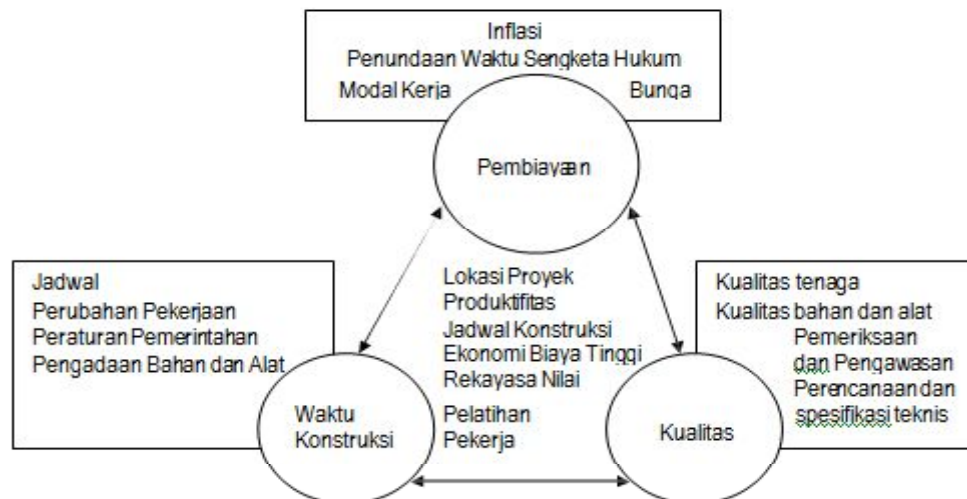 Inflasi
Penundaan Waktu Sengketa Hukum
Modal Kerja Bunga
Pembiayaan
Jadwal
Perubahan Pekerjaan
Peraturan Pemerintahan
Pengadaan Bahan dan Alat
Waktu
Konstruksi
Lokasi Proyek
Produktifitas
Jadwal Konstruksi
Ekonomi Biaya Tinggi
Rekayasa Nilai
Pelatihan
Pekerja
Kualitas tenaga
Kualitas bahan dan alat
Pemeriksaan
dan Pengawasan
Perencanaan dan
spesifikasi teknis
Kualitas